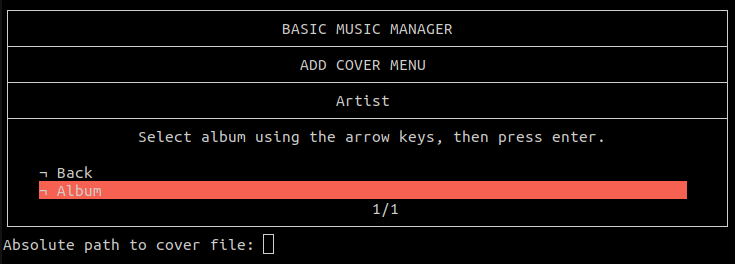 BASIC MUSIC MANAGER
ADD COVER MENU
Artist
Select album using the arrow keys, then press enter.
¬ Back
¬ Album
1/1
Absolute path to cover file: